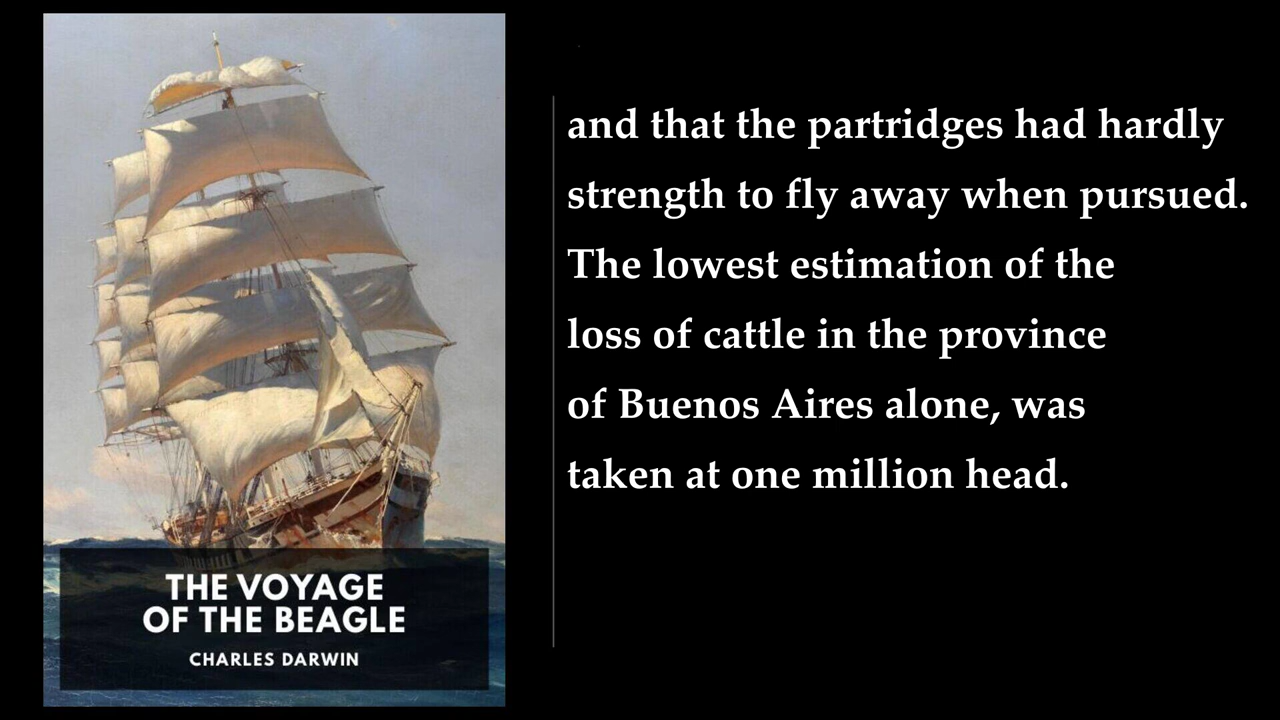 THE VOYAGE
OF THE BEAGLE
CHARLES DARWIN
and that the partridges had hardly
strength to fly away when pursued.
The lowest estimation of the
loss of cattle in the province
of Buenos Aires alone, was
taken at one million head.